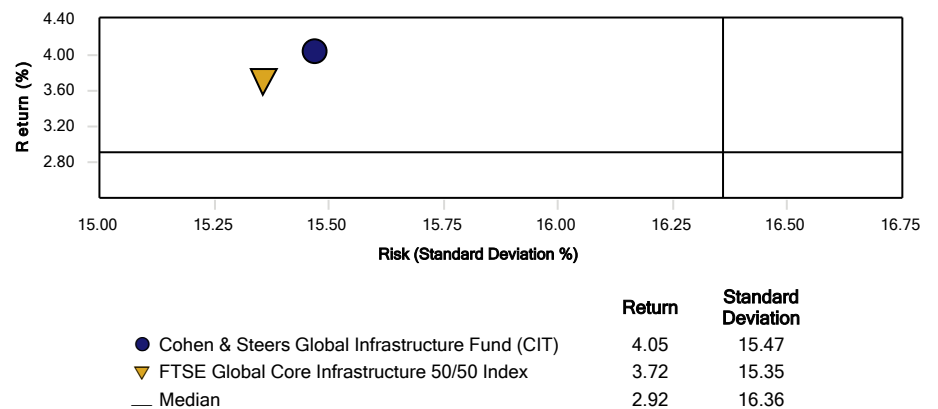 4.40
4.00
3.60
3.20
2.80
Return (%)
15.00 15.25 15.50 15.75 16.00 16.25 16.50 16.75
Risk (Standard Deviation %)
Return Standard Deviation
Cohen & Steers Global Infrastructure Fund (CIT) 4.05 15.47
FTSE Global Core Infrastructure 50/50 Index 3.72 15.35
Median 2.92 16.36